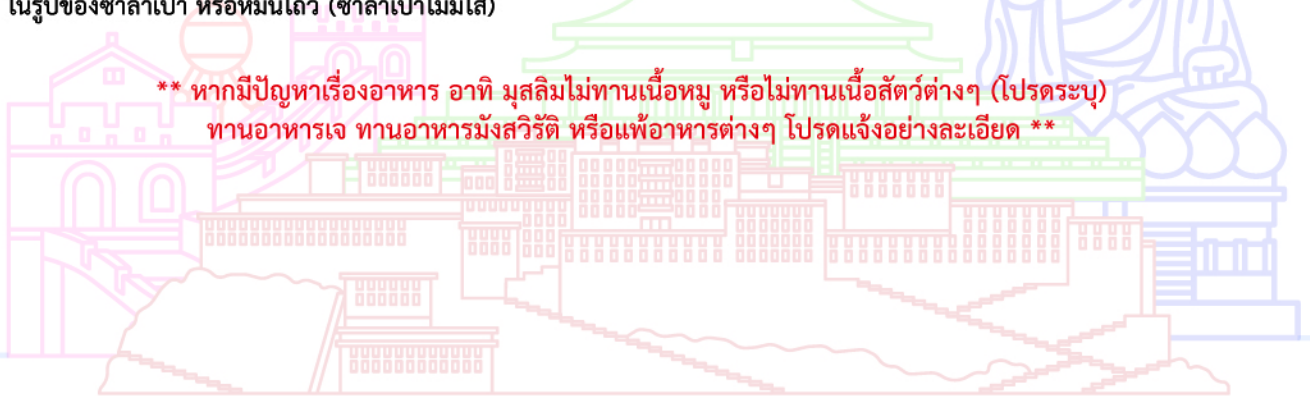 ในรูปของซาลาเปา หรือหมั่นโถว (ซาลาเปาไม่มีไส้)
** หากมีปัญหาเรื่องอาหาร อาทิ มุสลิมไม่ทานเนื้อหมู หรือไม่ทานเนื้อสัตว์ต่างๆ (โปรดระบุ)
ทานอาหารเจ ทานอาหารมังสวิรัติ หรือแพ้อาหารต่างๆ โปรดแจ้งอย่างละเอียด **